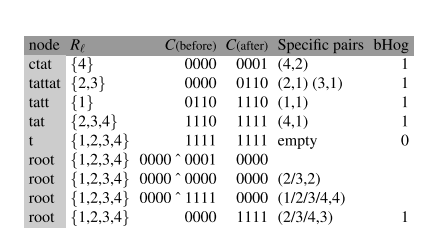 node R_ℓ C(before) C(after) Specific pairs bHog
ctat {4} 0000 0001 (4,2) 1
tattat {2,3} 0000 0110 (2,1) (3,1) 1
tatt {1} 0110 1110 (1,1) 1
tat {2,3,4} 1110 1111 (4,1) 1
t {1,2,3,4} 1111 1111 empty 0
root {1,2,3,4} 0000 ^ 0001 0000
root {1,2,3,4} 0000 ^ 0000 0000 (2/3,2)
root {1,2,3,4} 0000 ^ 1111 0000 (1/2/3/4,4)
root {1,2,3,4} 0000 1111 (2/3/4,3) 1